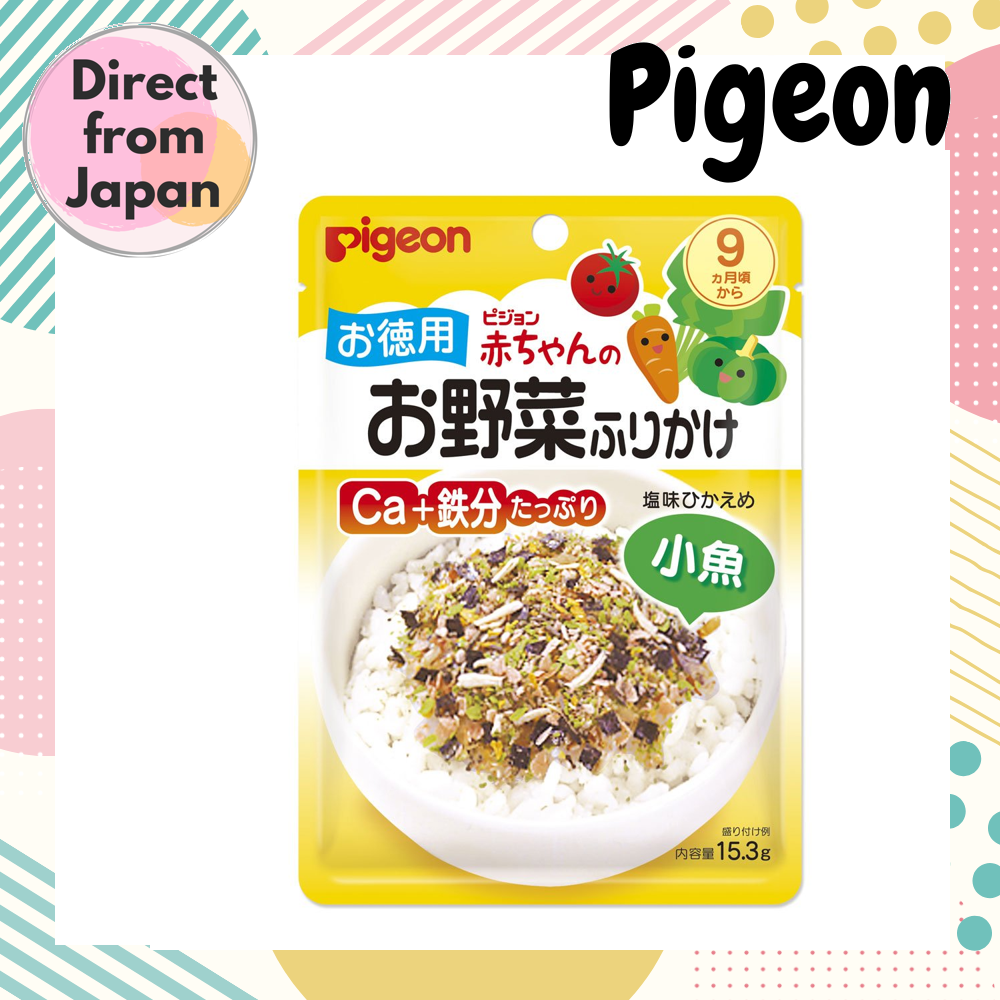 Direct
from
Japan
Pigeon
pigeon
9
ヵ月頃
から
お徳用
ピジョン
赤ちゃんの
お野菜ふりかけ
Ca+鉄分たっぷり
塩味ひかえめ
小魚
盛り付け例
内容量15.3g